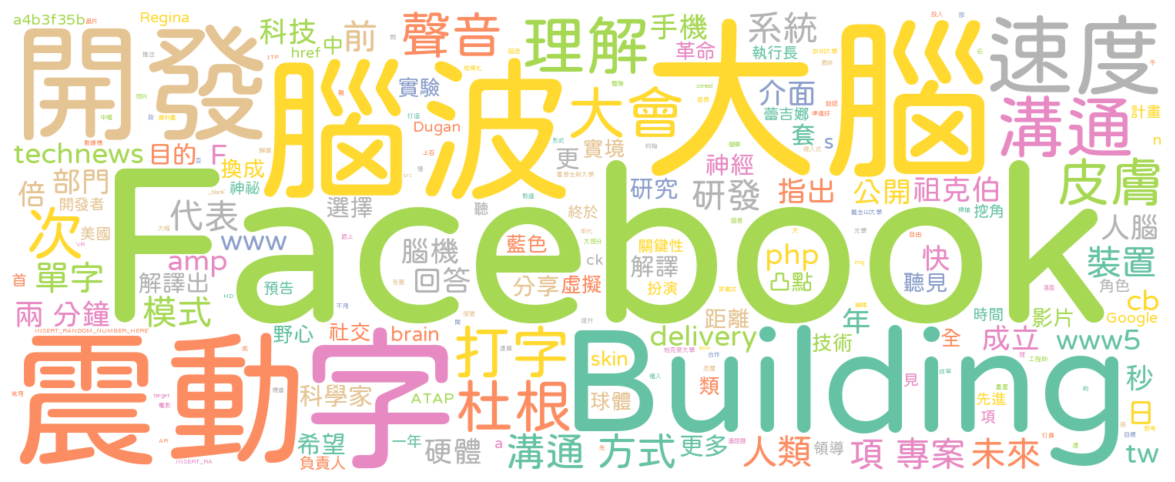 a4b3f35b
Regina
科技
href
中
前
聲音
理解
手機
革命
系統
執行長
速度
開發
腦波
大腦
實驗
大會
介面
蕾吉娜
溝通
計畫
Dugan
套
s
n
technews
目的
F
換成
更
實境
神經
皮膚
倍
部門
神祕
開發者
代表
選擇
聽
研究
研發
指出
公開
祖克伯
挖角
人腦
次
美國
www
腦機
終於
藍色
關鍵性
Facebook
單字
解譯出
amp
回答
ck
分享
虛擬
解譯
扮演
php
凸點
快
聽見
裝置
角色
首
預告
兩
分鐘
模式
INSERT_RANDOM_NUMBER_HERE
野心
社交
brain
打字
delivery
距離
技術
年
影片
時間
cb
Google
全
成立
www5
震動
字
skin
類
見
秒
科學家
ATAP
杜根
球體
Building
先進
項
日
希望
負責人
一年
硬體
a
溝通
方式
更多
人類
領導
項
專案
未來
tw